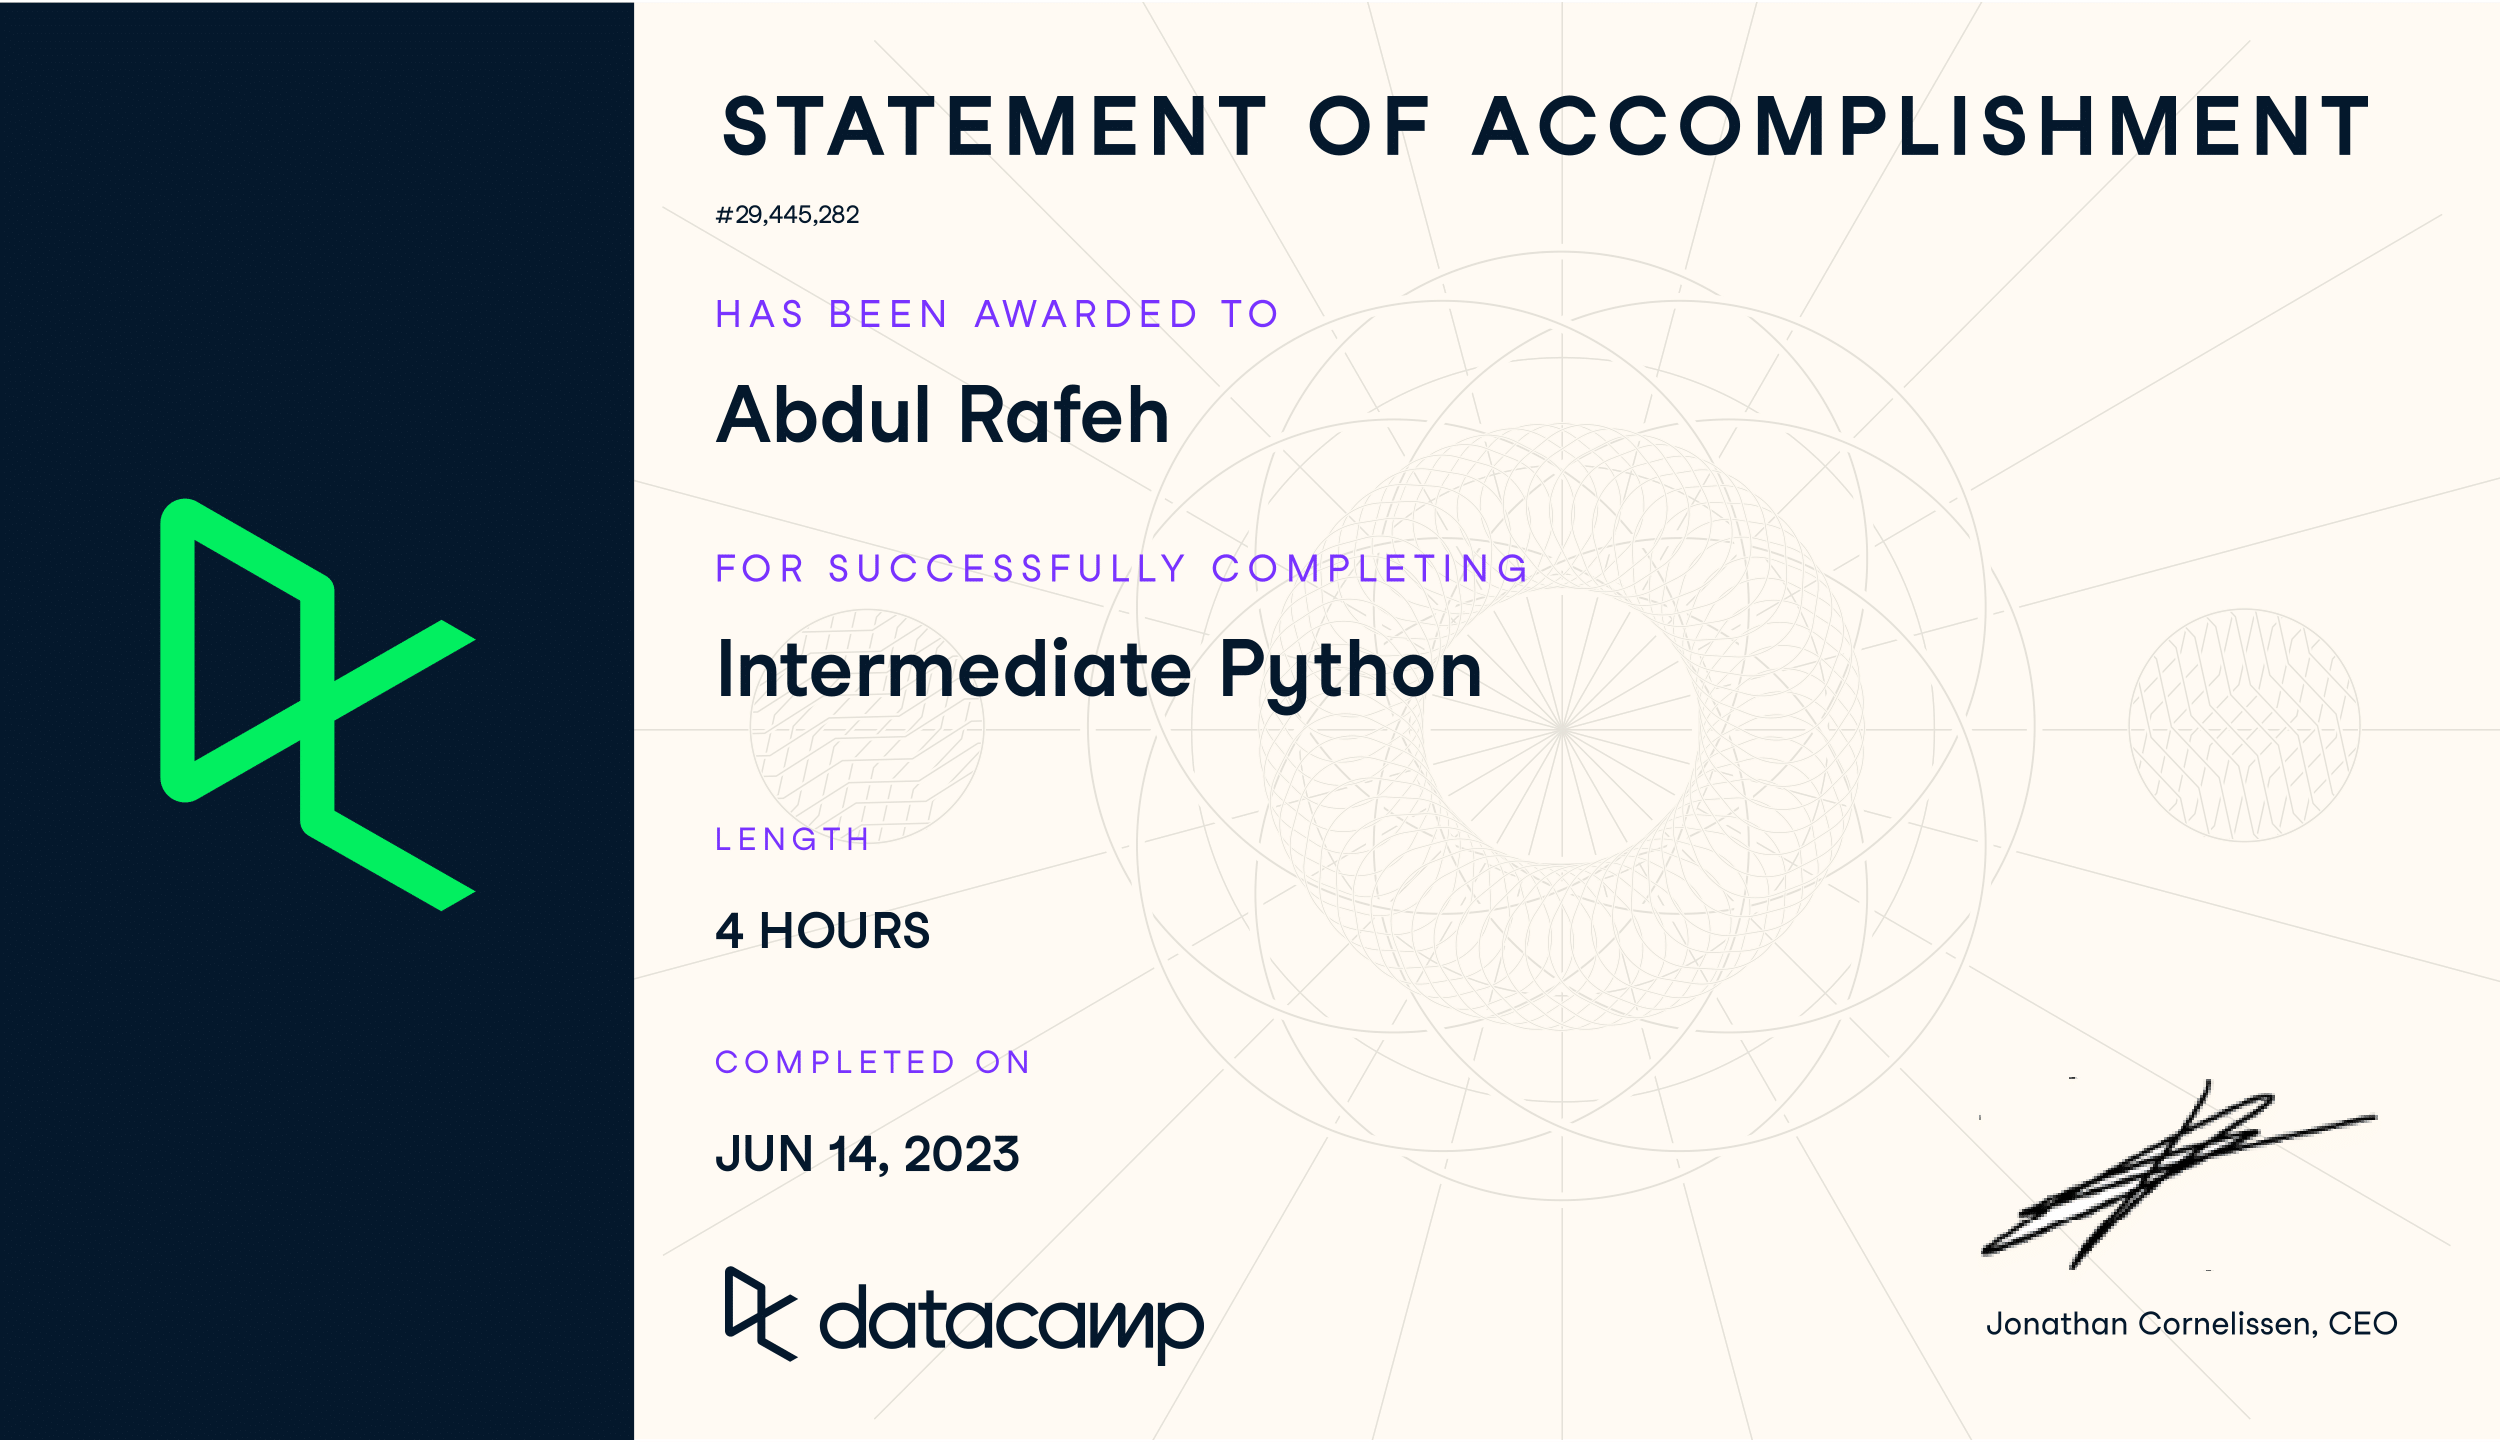 STATEMENT OF ACCOMPLISHMENT
#29,445,282
HAS BEEN AWARDED TO
Abdul Rafeh
FOR SUCCESSFULLY COMPLETING
Intermediate Python
LENGTH
4 HOURS
COMPLETED ON
JUN 14, 2023
datacamp
Jonathan Cornelissen, CEO